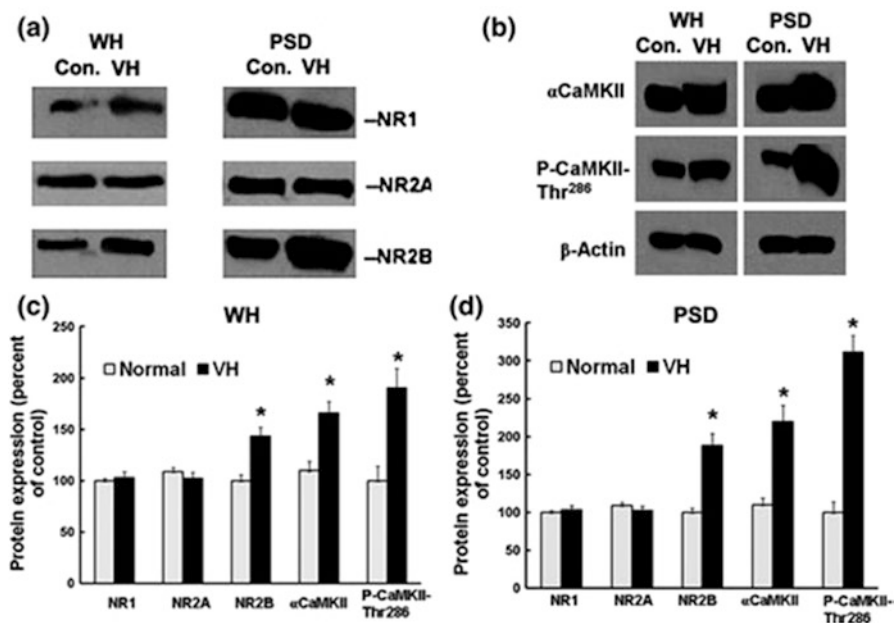 (a)
WH
PSD
Con. VH
Con. VH
–NR1
–NR2A
–NR2B
(b)
WH
PSD
Con. VH
Con. VH
αCaMKII
P-CaMKII-
Thr286
β-Actin
(c)
WH
Protein expression (percent
of control)
250
200
150
100
50
0
Normal
VH
*
*
*
NR1
NR2A
NR2B
αCaMKII
P-CaMKII-
Thr286
(d)
PSD
Protein expression (percent
of control)
350
300
250
200
150
100
50
0
Normal
VH
*
*
*
NR1
NR2A
NR2B
αCaMKII
P-CaMKII--
Thr286